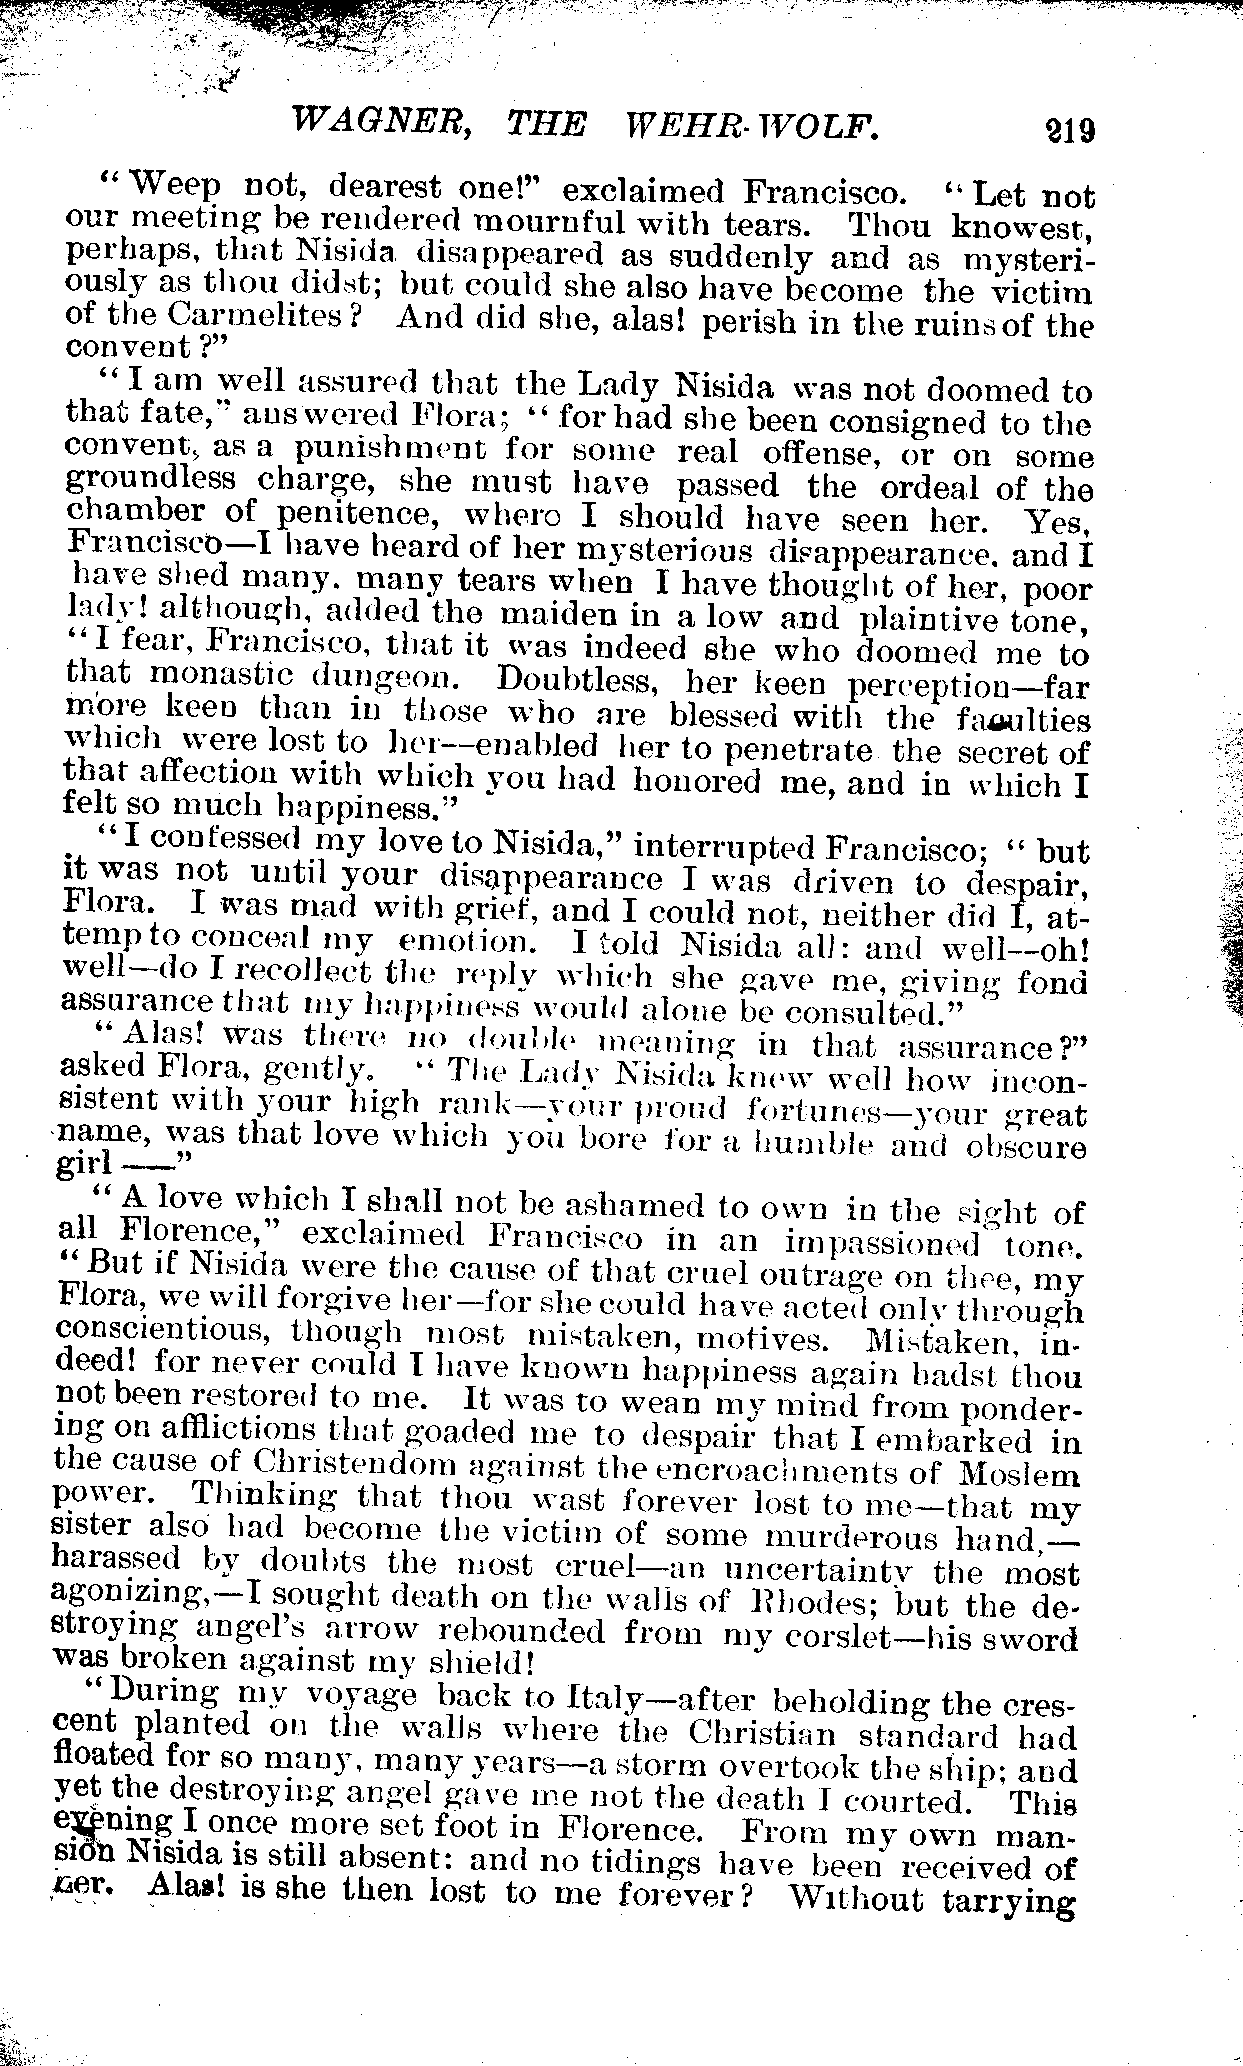 WAGNER, THE WEHR-WOLF. 219
"Weep not, dearest one!" exclaimed Francisco. "Let not
our meeting be rendered mournful with tears. Thou knowest,
perhaps, that Nisida disappeared as suddenly and as mysteri-
ously as thou didst; but could she also have become the victim
of the Carmelites? And did she, alas! perish in the ruins of the
convent?"
"I am well assured that the Lady Nisida was not doomed to
that fate," answered Flora; "for had she been consigned to the
convent, as a punishment for some real offense, or on some
groundless charge, she must have passed the ordeal of the
chamber of penitence, where I should have seen her. Yes,
Francisco—I have heard of her mysterious disappearance, and I
have shed many, many tears when I have thought of her, poor
lady! although, added the maiden in a low and plaintive tone,
"I fear, Francisco, that it was indeed she who doomed me to
that monastic dungeon. Doubtless, her keen perception—far
more keen than in those who are blessed with the faculties
which were lost to her—enabled her to penetrate the secret of
that affection with which you had honored me, and in which I
felt so much happiness."
"I confessed my love to Nisida," interrupted Francisco; "but
it was not until your disappearance I was driven to despair,
Flora. I was mad with grief, and I could not, neither did I, at-
temp to conceal my emotion. I told Nisida all: and well—oh!
well—do I recollect the reply which she gave me, giving fond
assurance that my happiness would alone be consulted."
"Alas! was there no double meaning in that assurance?"
asked Flora, gently. "The Lady Nisida knew well how incon-
sistent with your high rank—your proud fortunes—your great
name, was that love which you bore for a humble and obscure
girl ——"
"A love which I shall not be ashamed to own in the sight of
all Florence," exclaimed Francisco in an impassioned tone.
"But if Nisida were the cause of that cruel outrage on thee, my
Flora, we will forgive her—for she could have acted only through
conscientious, though most mistaken, motives. Mistaken, in-
deed! for never could I have known happiness again hadst thou
not been restored to me. It was to wean my mind from ponder-
ing on afflictions that goaded me to despair that I embarked in
the cause of Christendom against the encroachments of Moslem
power. Thinking that thou wast forever lost to me—that my
sister also had become the victim of some murderous hand,—
harassed by doubts the most cruel—an uncertainty the most
agonizing,—I sought death on the walls of Rhodes; but the de-
stroying angel's arrow rebounded from my corslet—his sword
was broken against my shield!
"During my voyage back to Italy—after beholding the cres-
cent planted on the walls where the Christian standard had
floated for so many, many years—a storm overtook the ship; and
yet the destroying angel gave me not the death I courted. This
evening I once more set foot in Florence. From my own man-
sion Nisida is still absent: and no tidings have been received of
her. Alas! is she then lost to me forever? Without tarrying